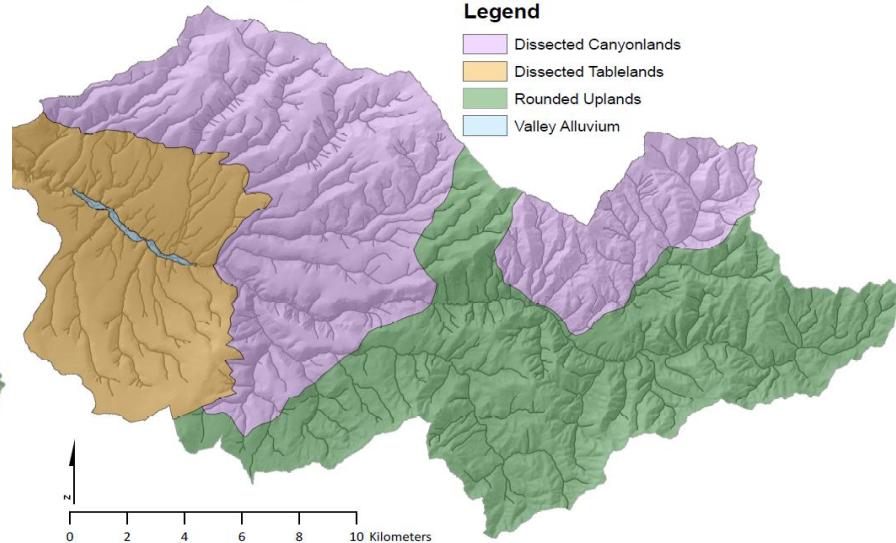 Legend
Dissected Canyonlands
Dissected Tablelands
Rounded Uplands
Valley Alluvium
N
0 2 4 6 8 10 Kilometers